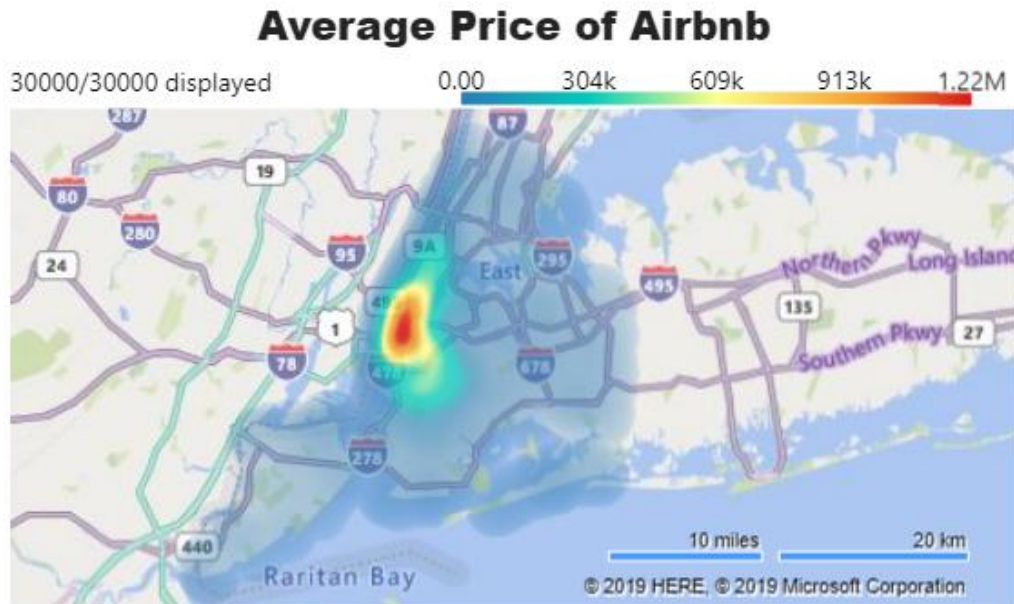 Average Price of Airbnb
30000/30000 displayed
0.00 304k 609k 913k 1.22M
287
87
19
80
280
9A
95
24
East
295
Northern Pkwy
Long Island
495
1
135
27
78
Southern Pkwy
678
278
440
10 miles 20 km
Raritan Bay
© 2019 HERE, © 2019 Microsoft Corporation